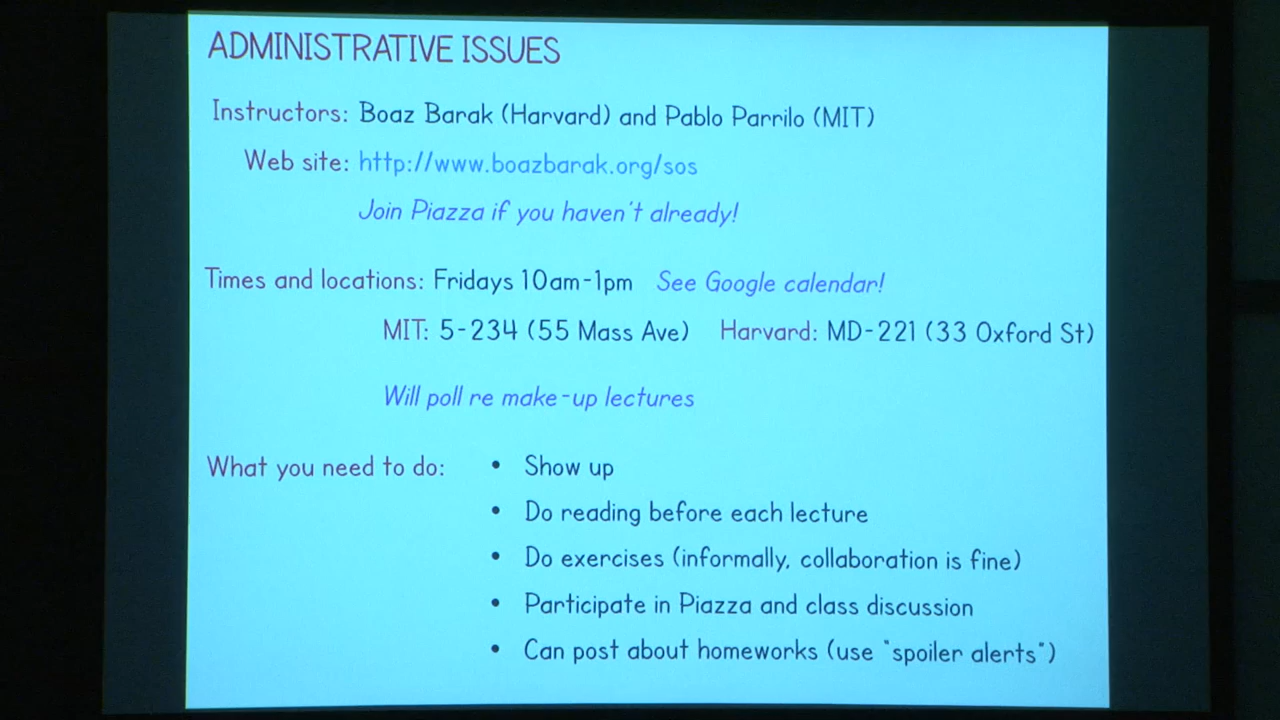 ADMINISTRATIVE ISSUES
Instructors: Boaz Barak (Harvard) and Pablo Parrilo (MIT)
Web site: http://www.boazbarak.org/sos
Join Piazza if you haven't already!
Times and locations: Fridays 10am-1pm See Google calendar!
MIT: 5-234 (55 Mass Ave) Harvard: MD-221 (33 Oxford St)
Will poll re make-up lectures
What you need to do: • Show up
• Do reading before each lecture
• Do exercises (informally, collaboration is fine)
• Participate in Piazza and class discussion
• Can post about homeworks (use "spoiler alerts")